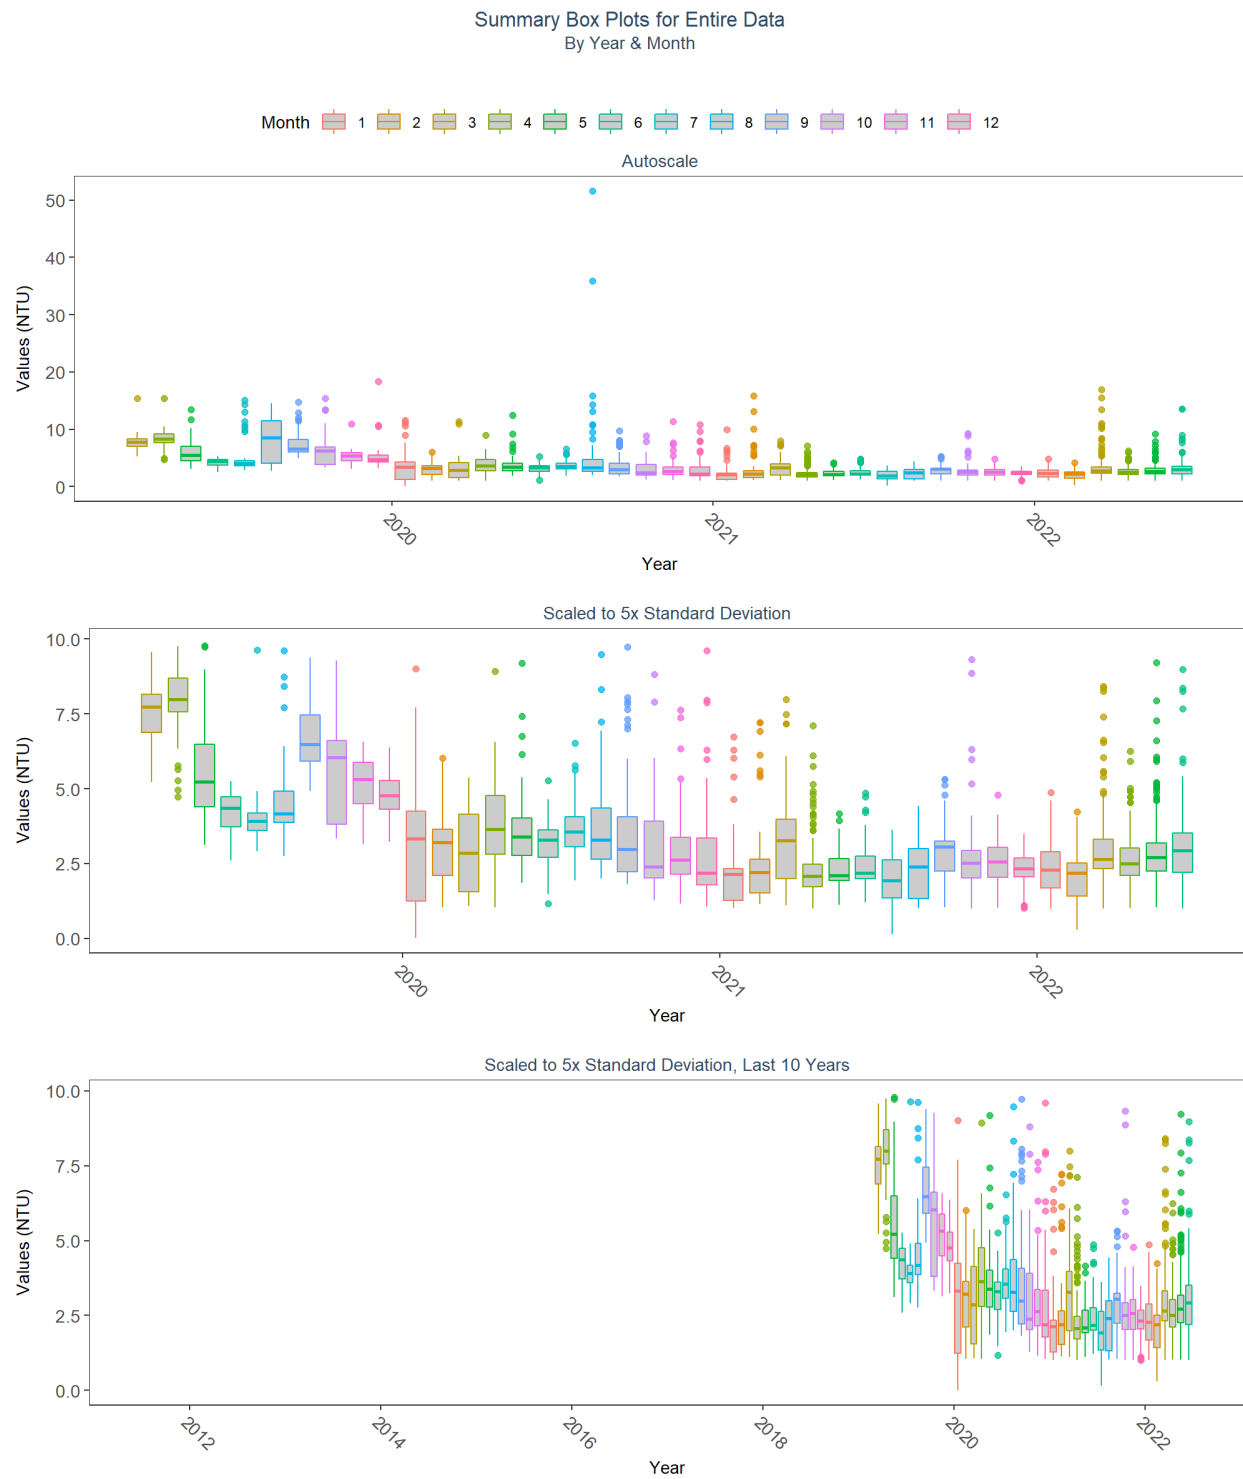 Summary Box Plots for Entire Data
By Year & Month
Month 1 2 3 4 5 6 7 8 9 10 11 12
Autoscale
50
40
30
20
10
0
Values (NTU)
2020 2021 2022
Year
Scaled to 5x Standard Deviation
10.0
7.5
5.0
2.5
0.0
Values (NTU)
2020 2021 2022
Year
Scaled to 5x Standard Deviation, Last 10 Years
10.0
7.5
5.0
2.5
0.0
Values (NTU)
2012 2014 2016 2018 2020 2022
Year